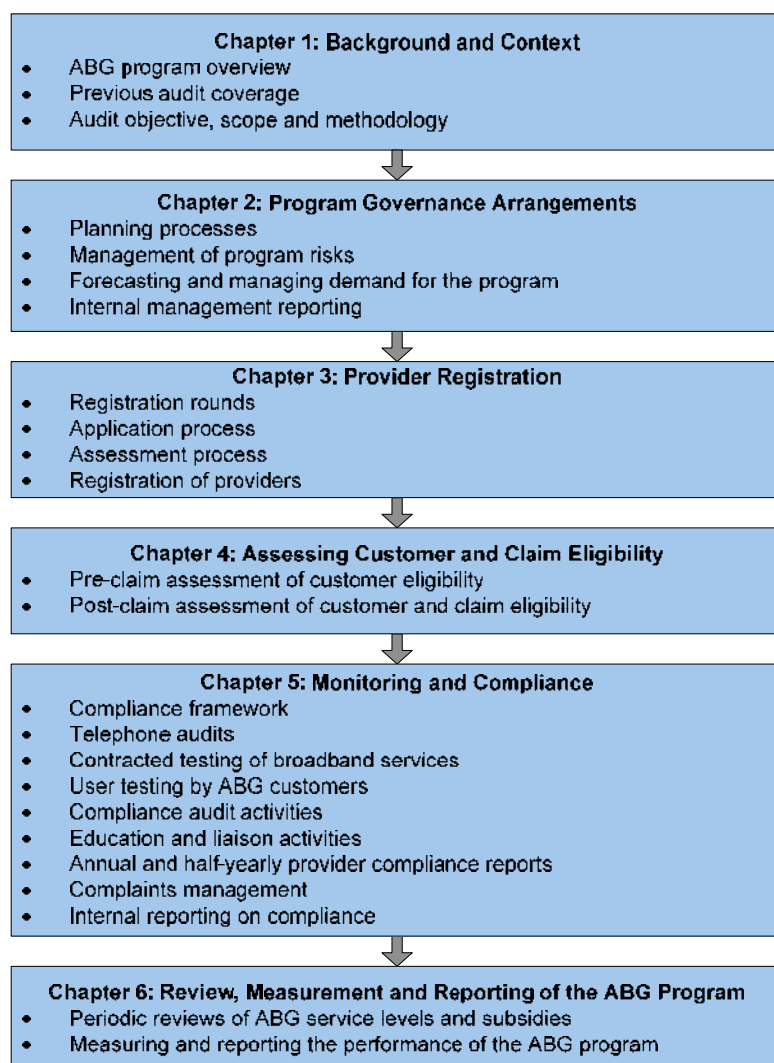 Chapter 1: Background and Context
• ABG program overview
• Previous audit coverage
• Audit objective, scope and methodology
Chapter 2: Program Governance Arrangements
• Planning processes
• Management of program risks
• Forecasting and managing demand for the program
• Internal management reporting
Chapter 3: Provider Registration
• Registration rounds
• Application process
• Assessment process
• Registration of providers
Chapter 4: Assessing Customer and Claim Eligibility
• Pre-claim assessment of customer eligibility
• Post-claim assessment of customer and claim eligibility
Chapter 5: Monitoring and Compliance
• Compliance framework
• Telephone audits
• Contracted testing of broadband services
• User testing by ABG customers
• Compliance audit activities
• Education and liaison activities
• Annual and half-yearly provider compliance reports
• Complaints management
• Internal reporting on compliance
Chapter 6: Review, Measurement and Reporting of the ABG Program
• Periodic reviews of ABG service levels and subsidies
• Measuring and reporting the performance of the ABG program